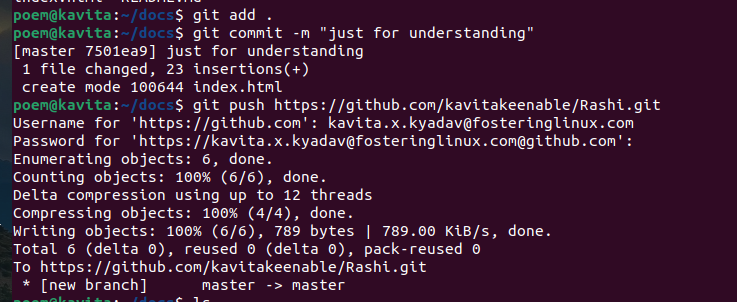 poem@kavita:~/docs$ git add .
poem@kavita:~/docs$ git commit -m "just for understanding"
[master 7501ea9] just for understanding
 1 file changed, 23 insertions(+)
 create mode 100644 index.html
poem@kavita:~/docs$ git push https://github.com/kavitakeenable/Rashi.git
Username for 'https://github.com': kavita.x.kyadav@fosteringlinux.com
Password for 'https://kavita.x.kyadav@fosteringlinux.com@github.com':
Enumerating objects: 6, done.
Counting objects: 100% (6/6), done.
Delta compression using up to 12 threads
Compressing objects: 100% (4/4), done.
Writing objects: 100% (6/6), 789 bytes | 789.00 KiB/s, done.
Total 6 (delta 0), reused 0 (delta 0), pack-reused 0
To https://github.com/kavitakeenable/Rashi.git
 * [new branch]      master -> master
poem@kavita:~/docs$ ls